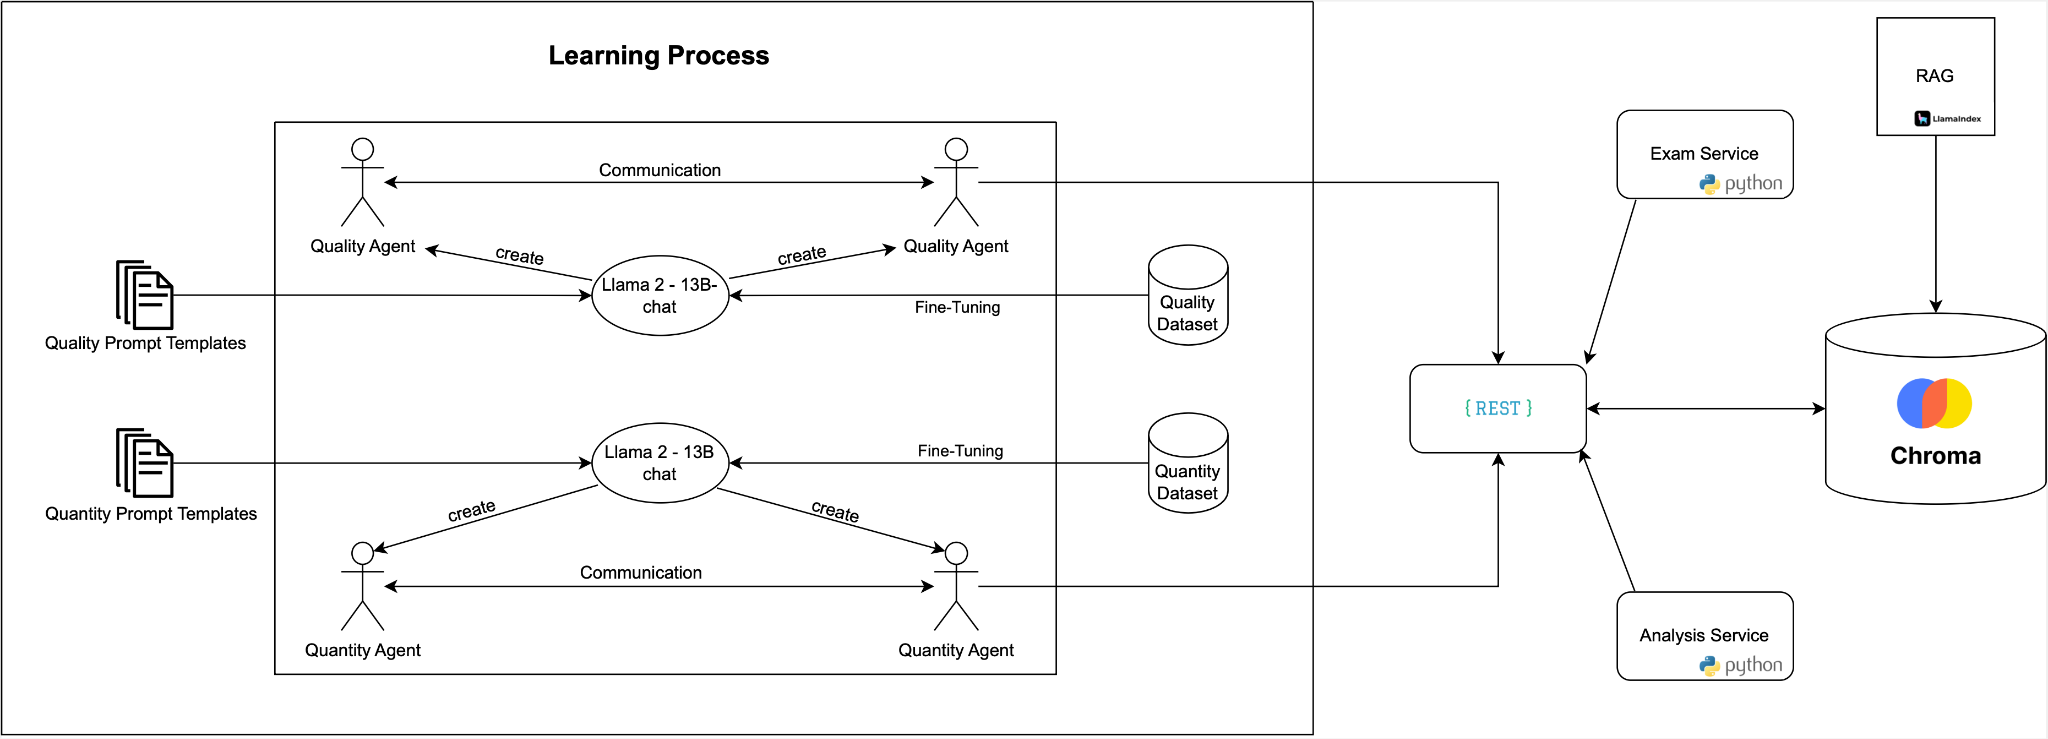 Learning Process
RAG
LlamaIndex
Exam Service
python
Communication
Quality Agent
Quality Agent
create
create
Llama 2 - 13B-
chat
Fine-Tuning
Quality
Dataset
Quality Prompt Templates
{ REST }
Chroma
Llama 2 - 13B
chat
Fine-Tuning
Quantity
Dataset
Quantity Prompt Templates
create
create
Communication
Quantity Agent
Quantity Agent
Analysis Service
python